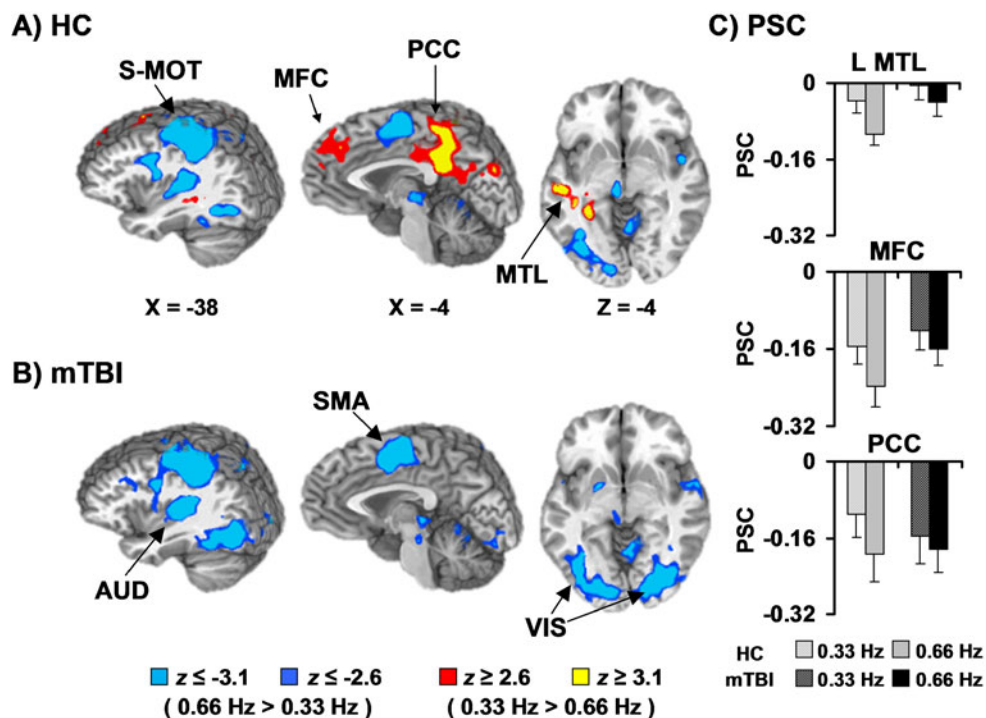 A) HC
S-MOT
MFC
PCC
MTL
X = -38
X = -4
Z = -4
B) mTBI
SMA
AUD
VIS
z ≤ -3.1
z ≤ -2.6
z ≥ 2.6
z ≥ 3.1
( 0.66 Hz > 0.33 Hz )
( 0.33 Hz > 0.66 Hz )
C) PSC
L MTL
0
-0.16
-0.32
PSC
MFC
0
-0.16
-0.32
PSC
PCC
0
-0.16
-0.32
PSC
HC 0.33 Hz 0.66 Hz
mTBI 0.33 Hz 0.66 Hz